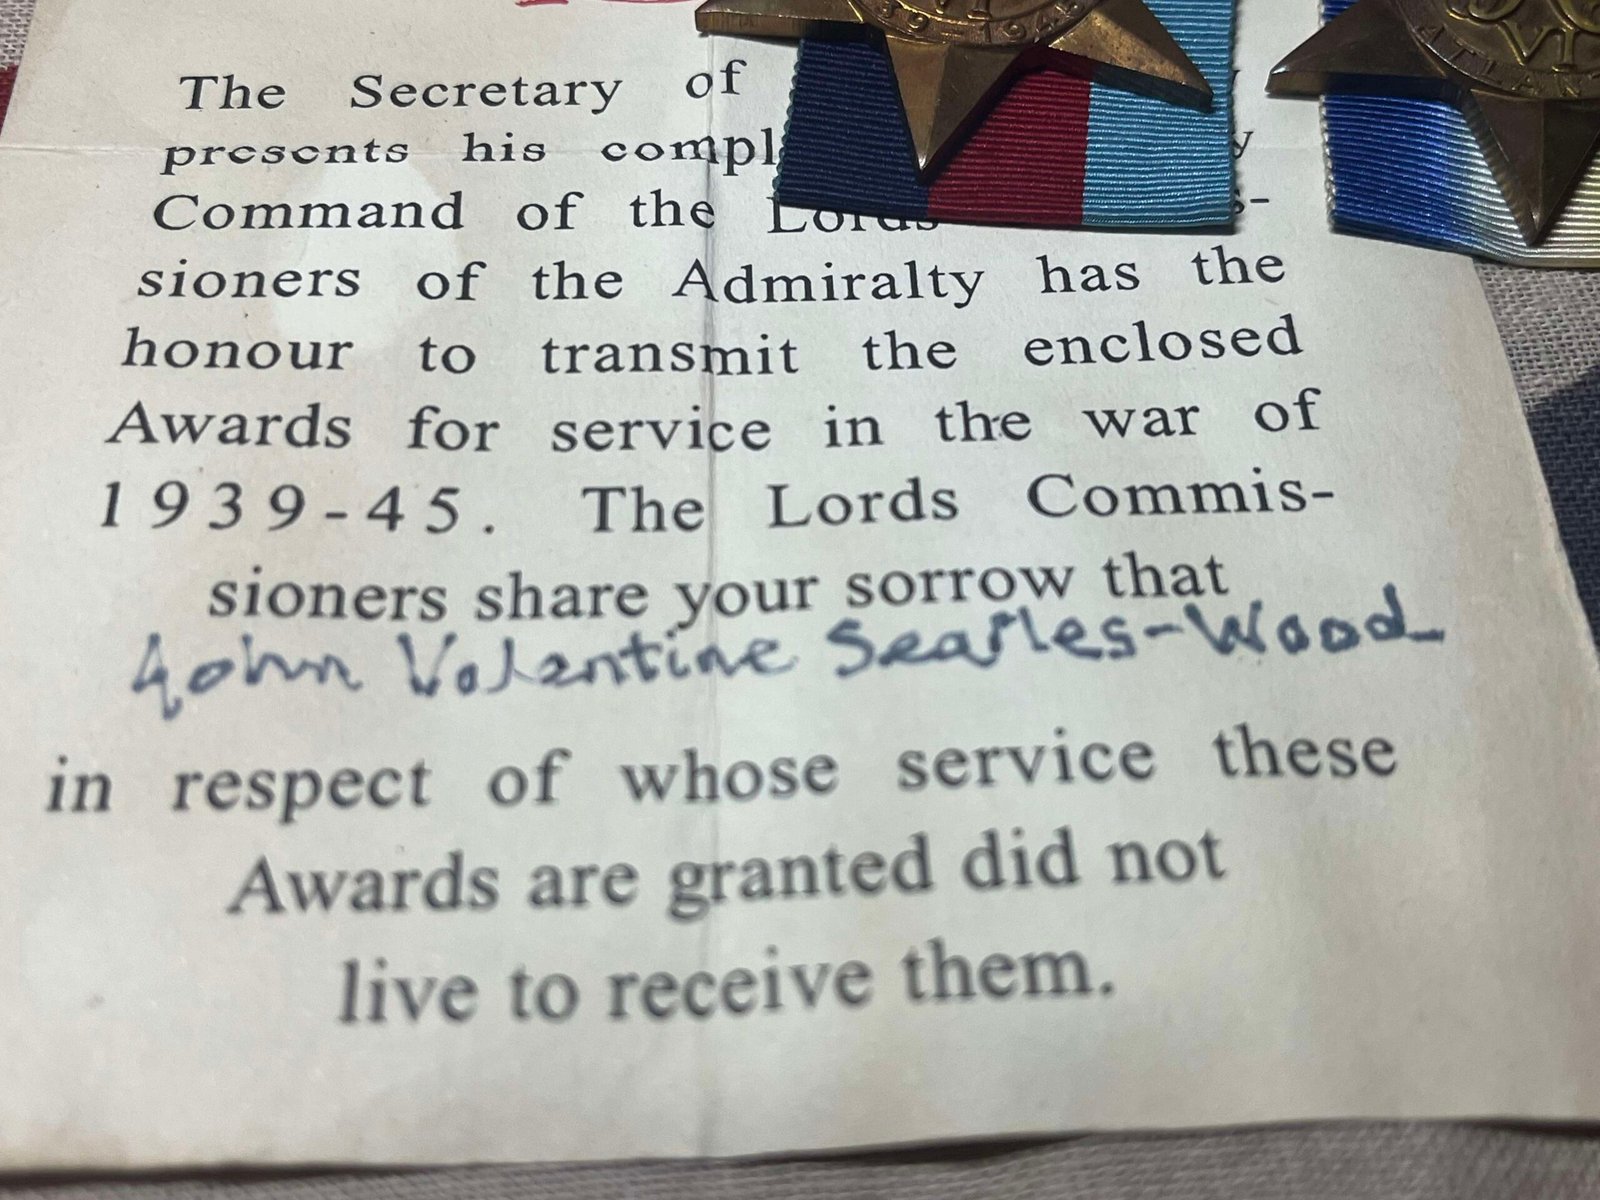 The Secretary of
presents his compl
Command of the Lords s-
sioners of the Admiralty has the
honour to transmit the enclosed
Awards for service in the war of
1939-45. The Lords Commis-
sioners share your sorrow that
John Valentine Searles-Wood
in respect of whose service these
Awards are granted did not
live to receive them.